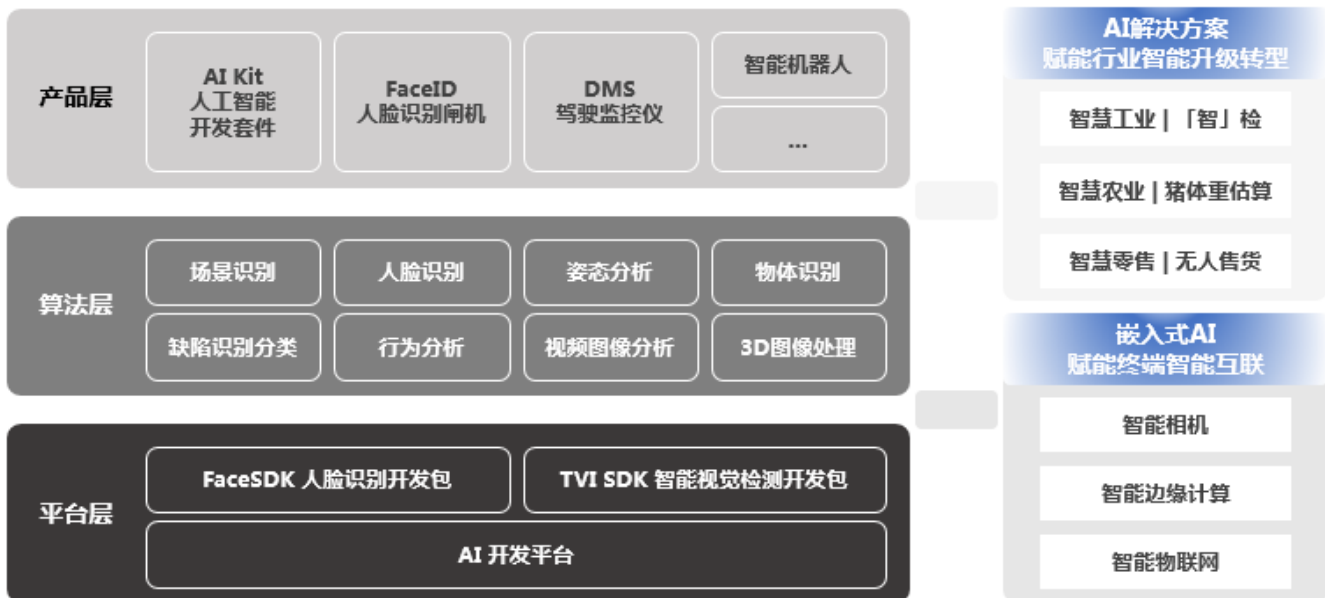 产品层
AI Kit
人工智能
开发套件
FaceID
人脸识别闸机
DMS
驾驶监控仪
智能机器人
...
算法层
场景识别
人脸识别
姿态分析
物体识别
缺陷识别分类
行为分析
视频图像分析
3D图像处理
平台层
FaceSDK 人脸识别开发包
TVI SDK 智能视觉检测开发包
AI 开发平台
AI解决方案
赋能行业智能升级转型
智慧工业 | 「智」检
智慧农业 | 猪体重估算
智慧零售 | 无人售货
嵌入式AI
赋能终端智能互联
智能相机
智能边缘计算
智能物联网